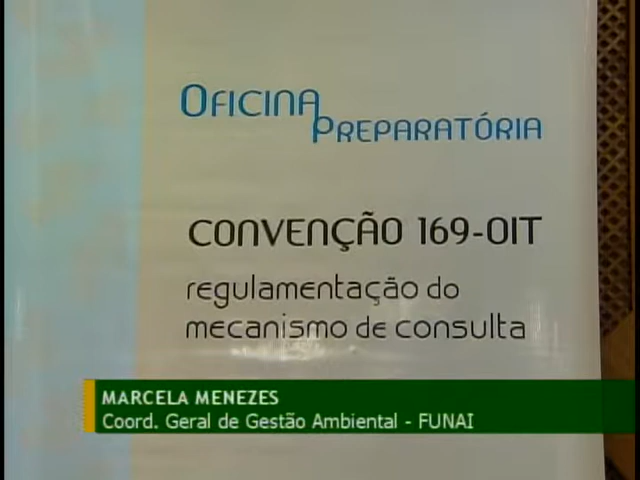 OFICINA
PREPARATÓRIA
CONVENÇÃO 169-OIT
regulamentação do
mecanismo de consulta
MARCELA MENEZES
Coord. Geral de Gestão Ambiental - FUNAI